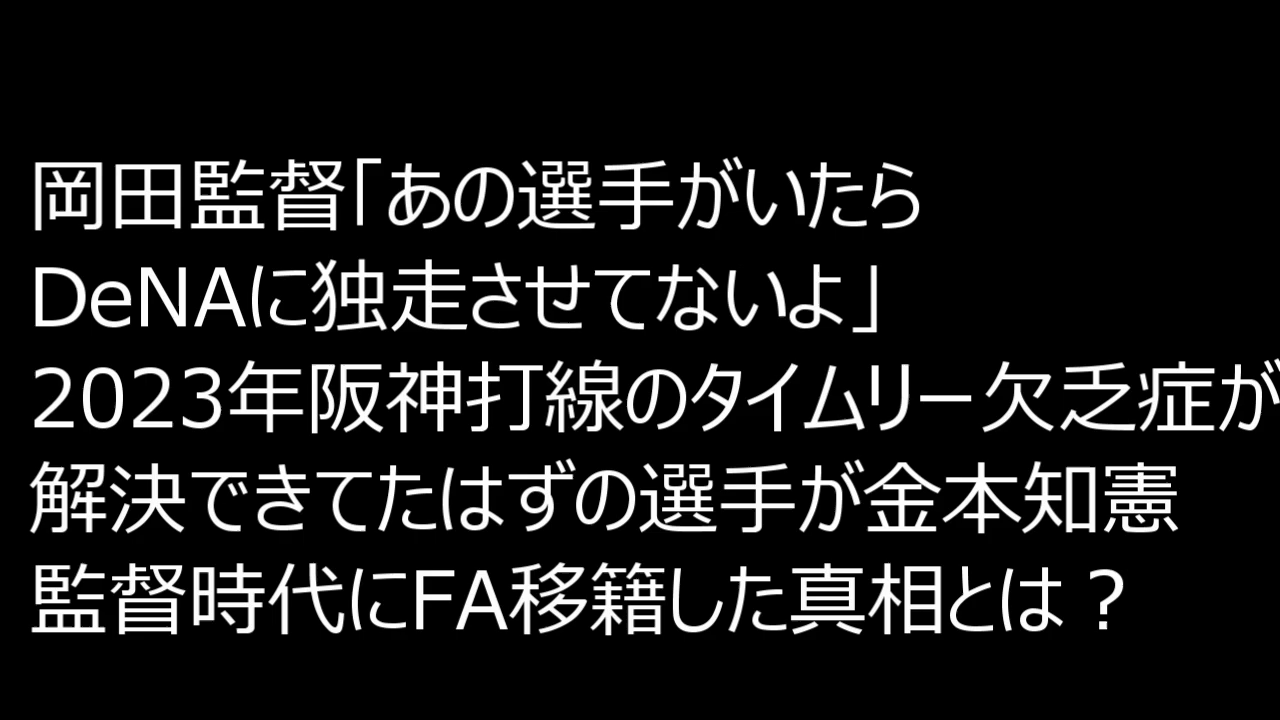 岡田監督「あの選手がいたら
DeNAに独走させてないよ」
2023年阪神打線のタイムリー欠乏症が
解決できてたはずの選手が金本知憲
監督時代にFA移籍した真相とは？